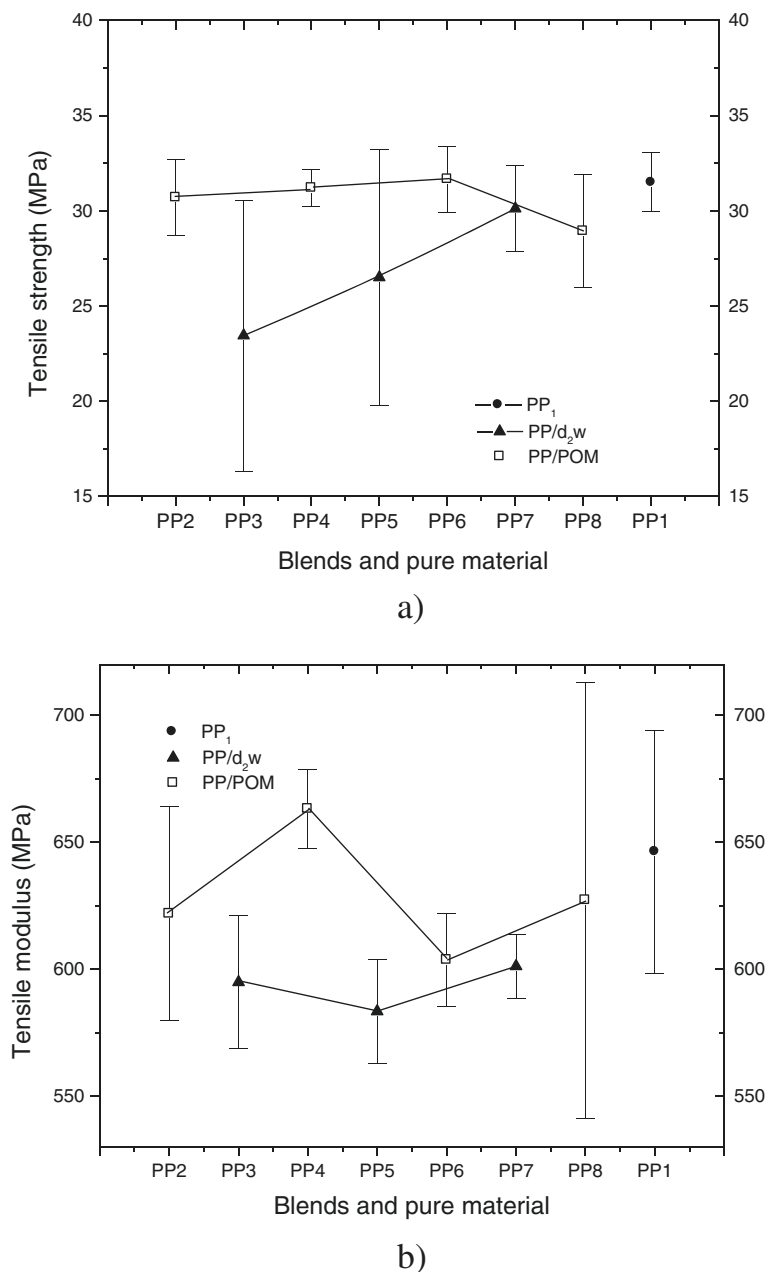 40 40
35 35
30 30
25 25
20 20
15 15
Tensile strength (MPa)
PP₁
PP/d₂w
PP/POM
PP2 PP3 PP4 PP5 PP6 PP7 PP8 PP1
Blends and pure material
a)
700 700
650 650
600 600
550 550
Tensile modulus (MPa)
PP₁
PP/d₂w
PP/POM
PP2 PP3 PP4 PP5 PP6 PP7 PP8 PP1
Blends and pure material
b)